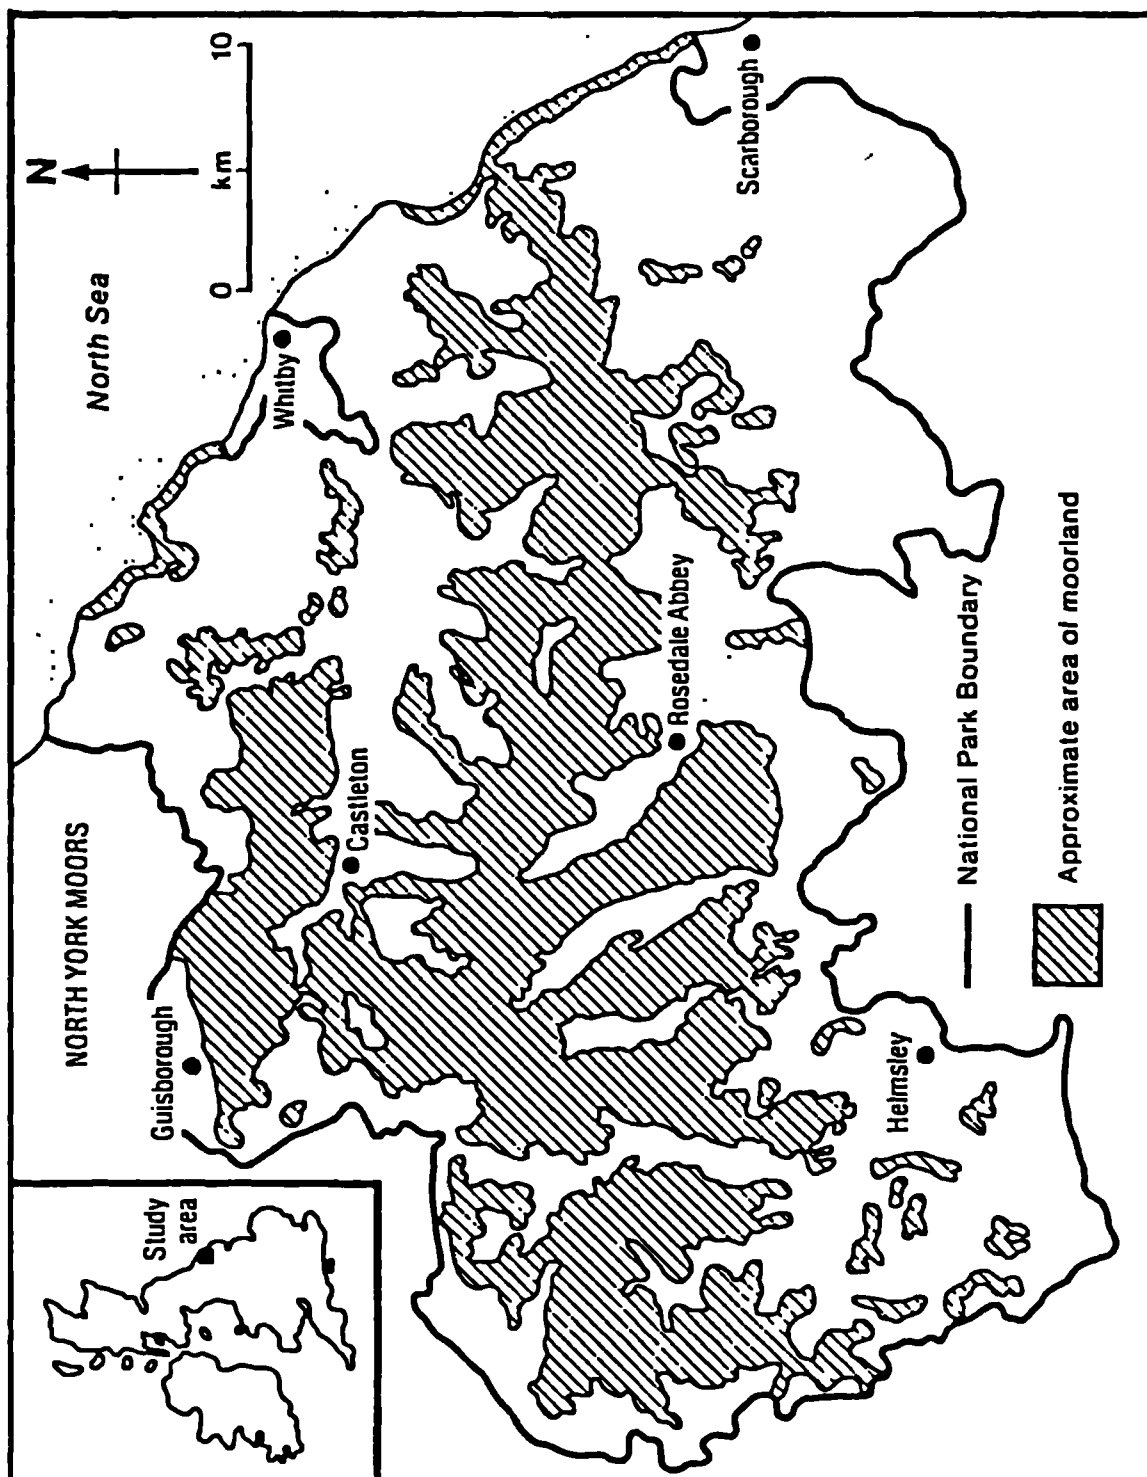 NORTH YORK MOORS
North Sea
N
0 km 10
Study
area
Guisborough
Whitby
Castleton
Scarborough
Rosedale Abbey
Helmsley
National Park Boundary
Approximate area of moorland